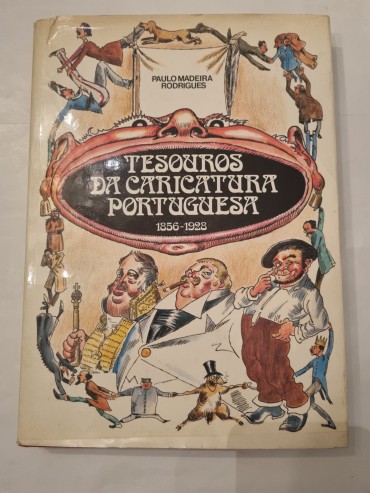 PAULO MADEIRA
RODRIGUES
TESOUROS
DA CARICATURA
PORTUGUESA
1856-1928